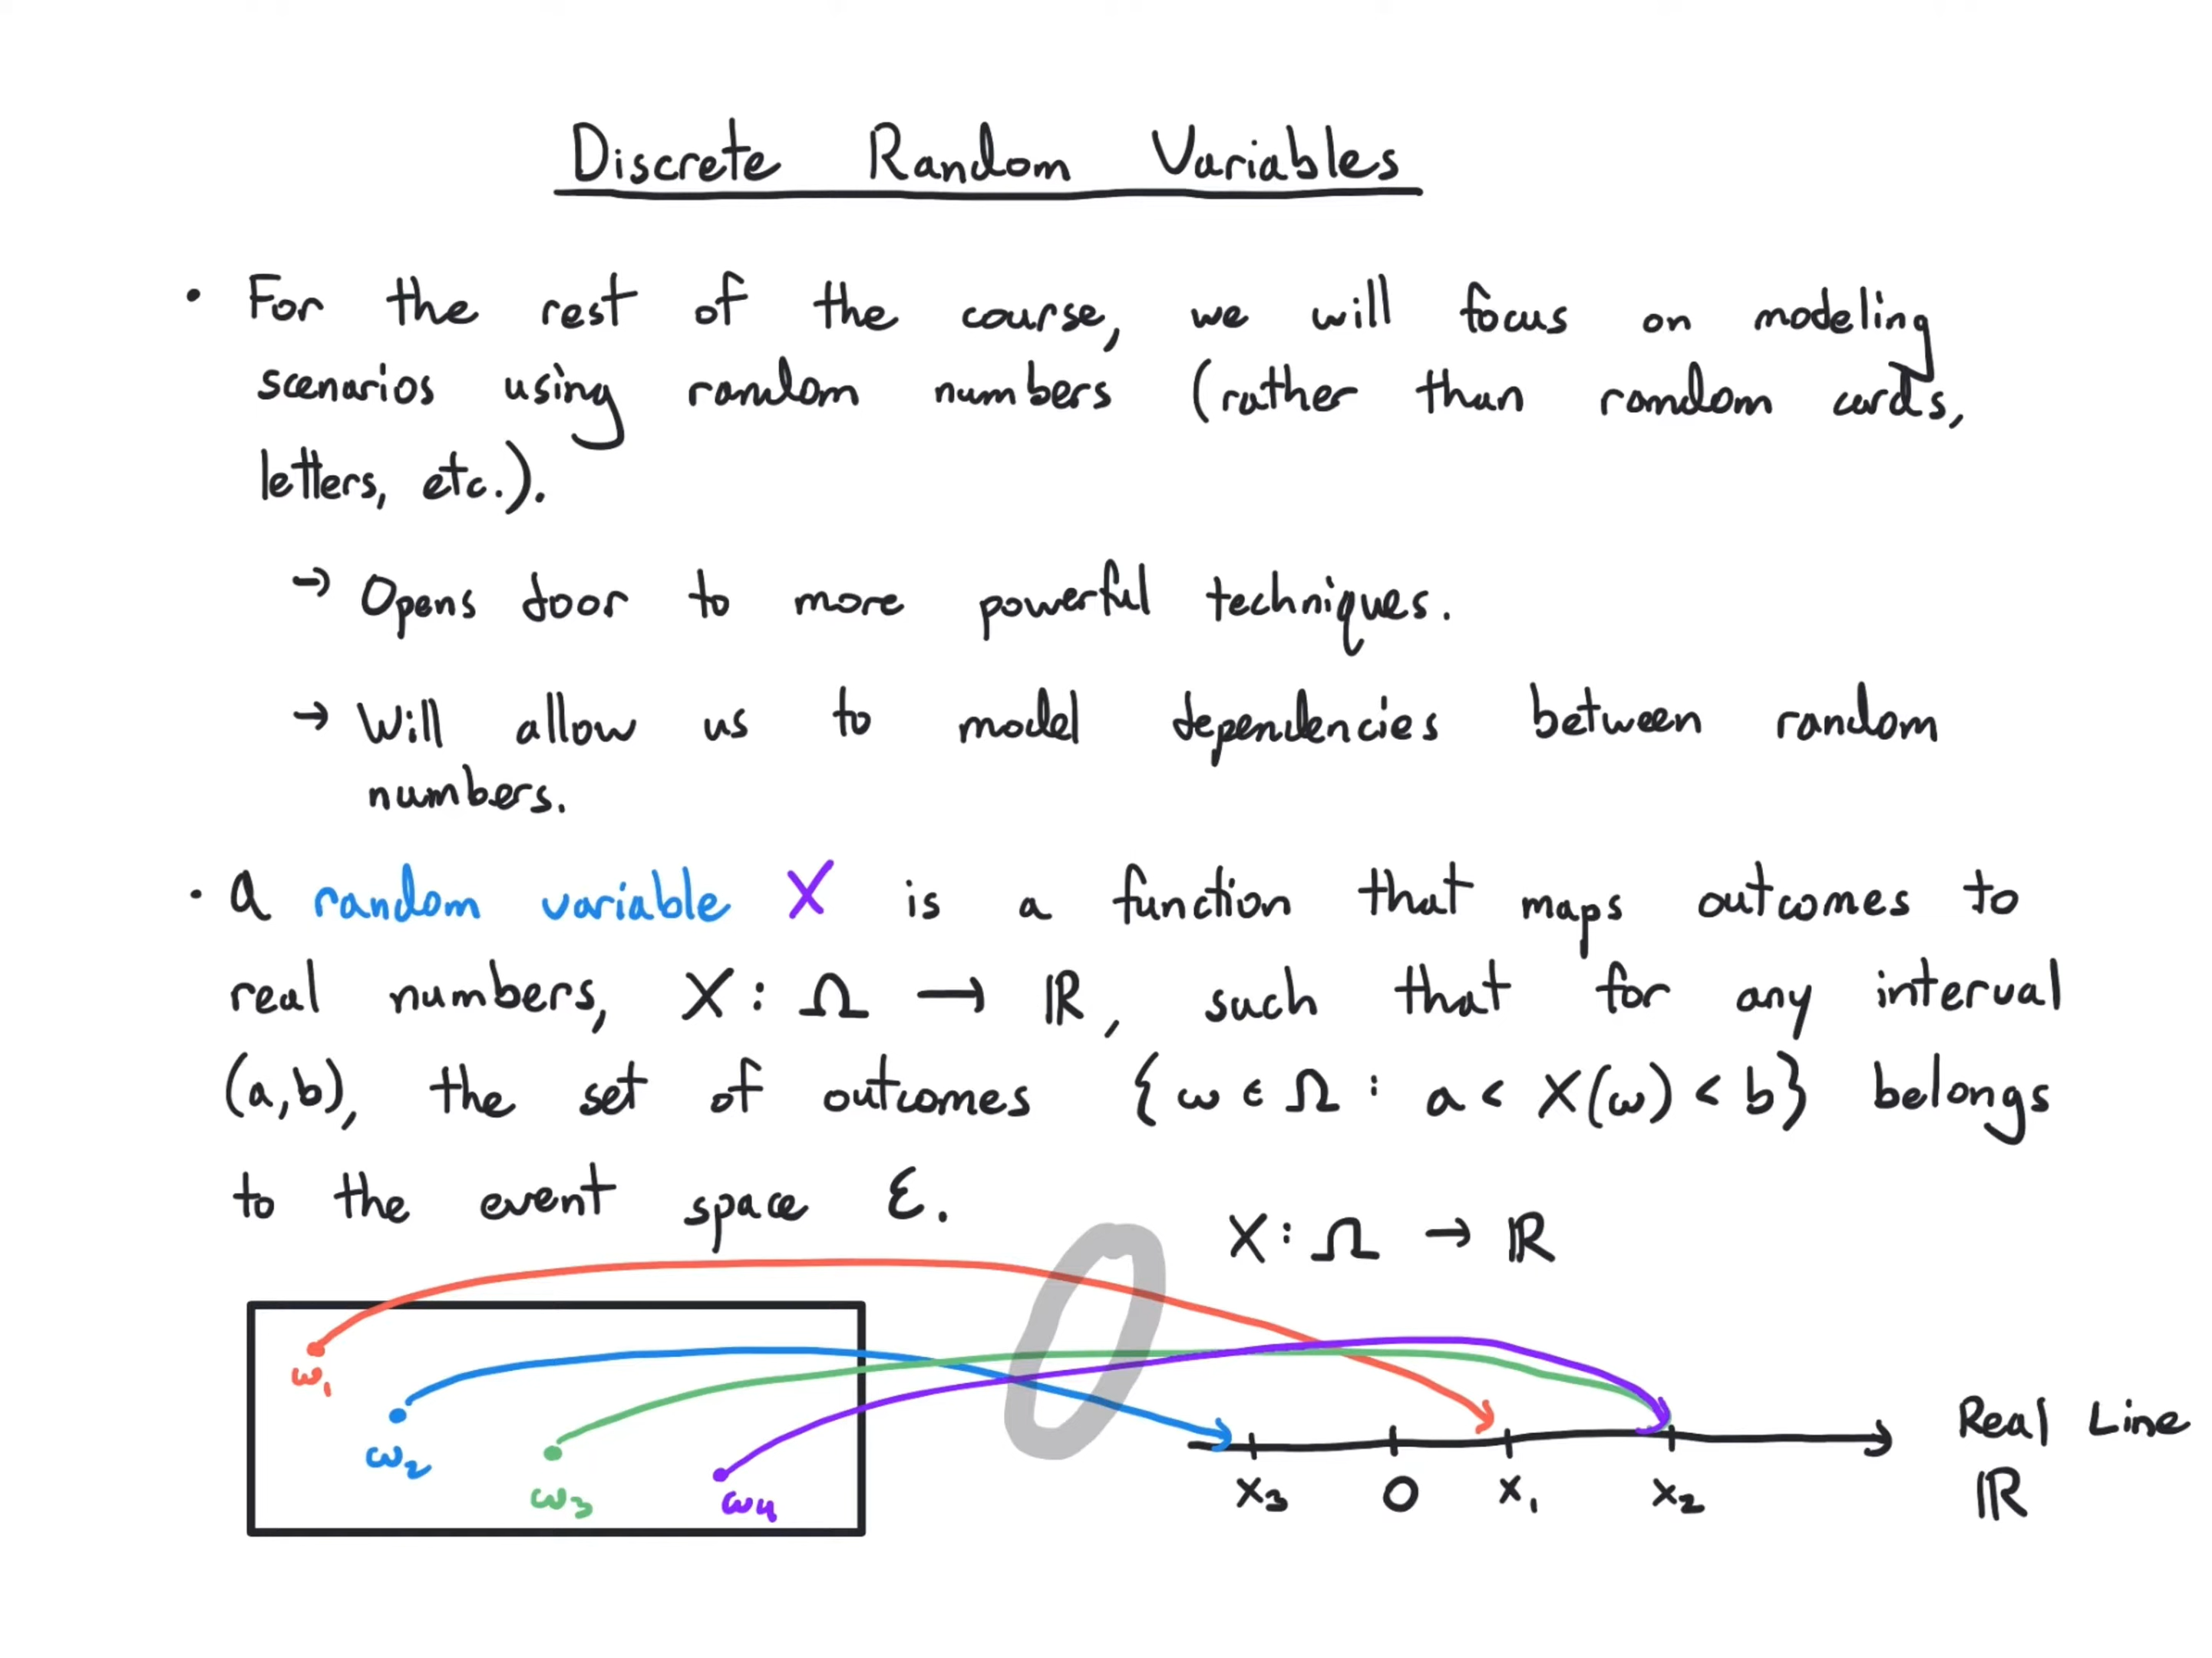 Discrete Random Variables
• For the rest of the course, we will focus on modeling
scenarios using random numbers (rather than random cards,
letters, etc.).
→ Opens door to more powerful techniques.
→ Will allow us to model dependencies between random
numbers.
• A random variable X is a function that maps outcomes to
real numbers, X: Ω → ℝ, such that for any interval
(a,b), the set of outcomes {ω ∈ Ω : a < X(ω) < b} belongs
to the event space ℰ.
X: Ω → ℝ
ω₁
ω₂
ω₃
ω₄
x₃ 0 x₁ x₂
Real Line
ℝ